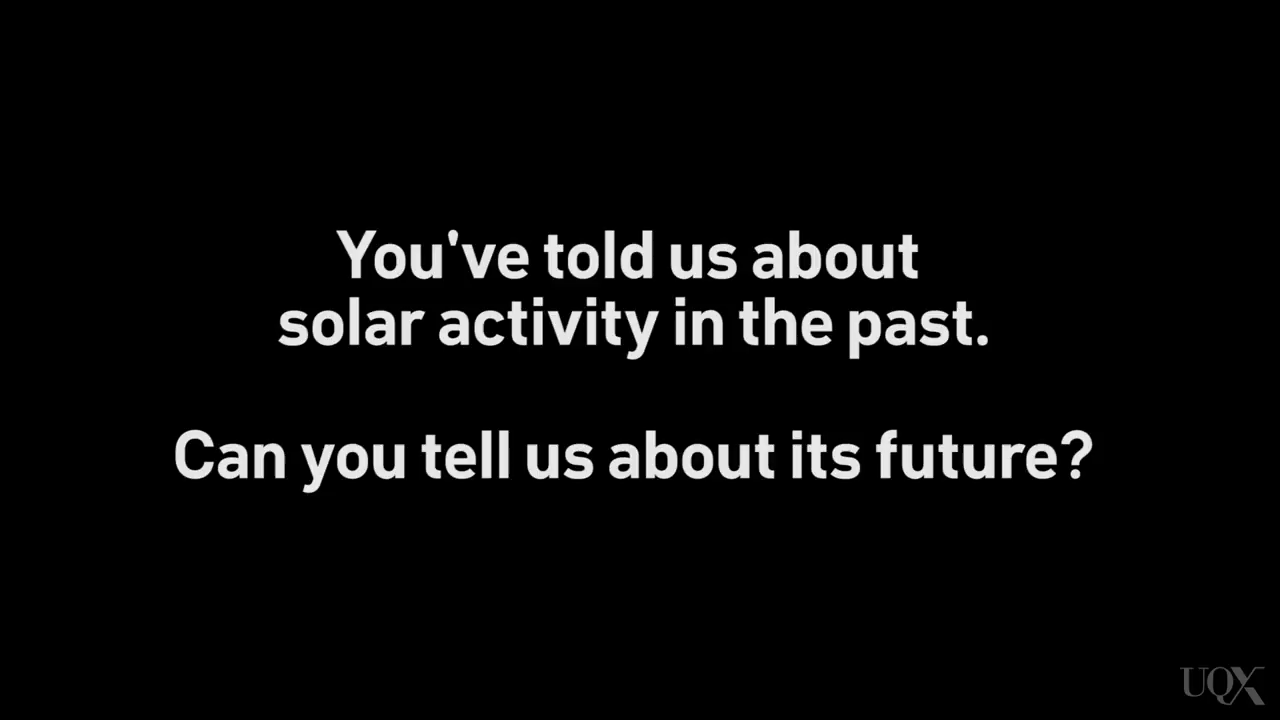 You've told us about
solar activity in the past.
Can you tell us about its future?
UQX